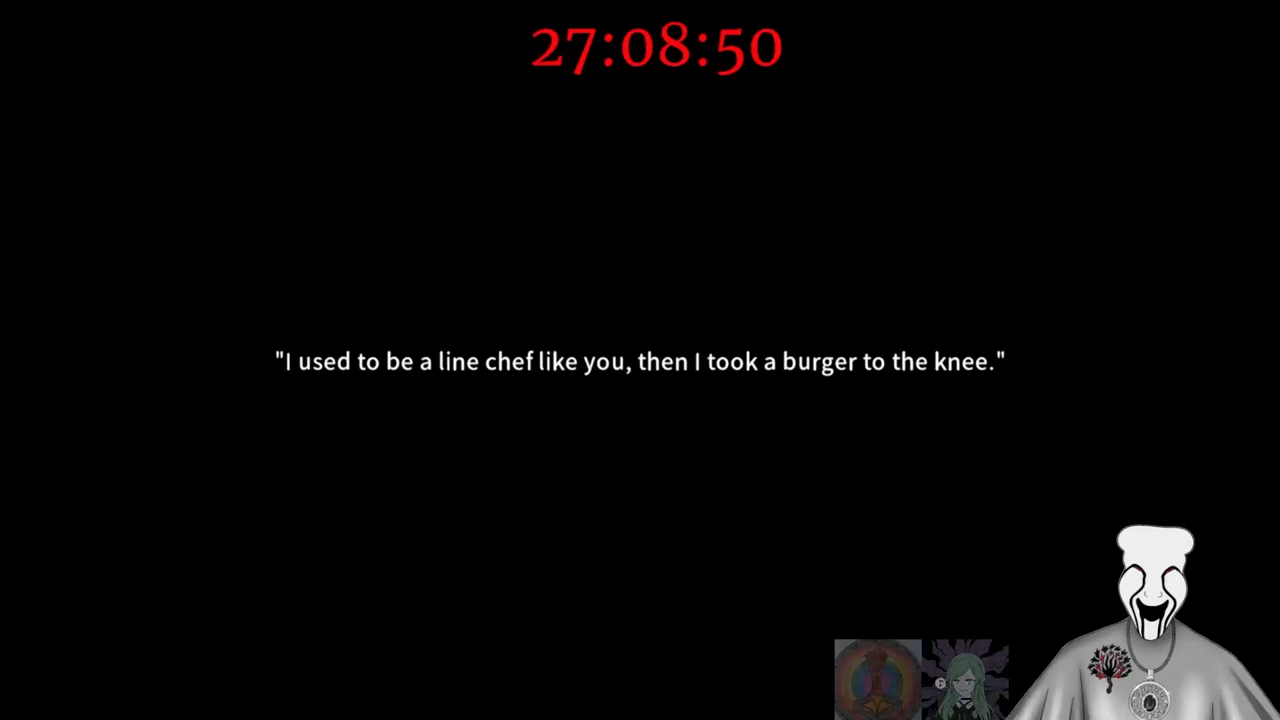 27:08:50
"I used to be a line chef like you, then I took a burger to the knee."